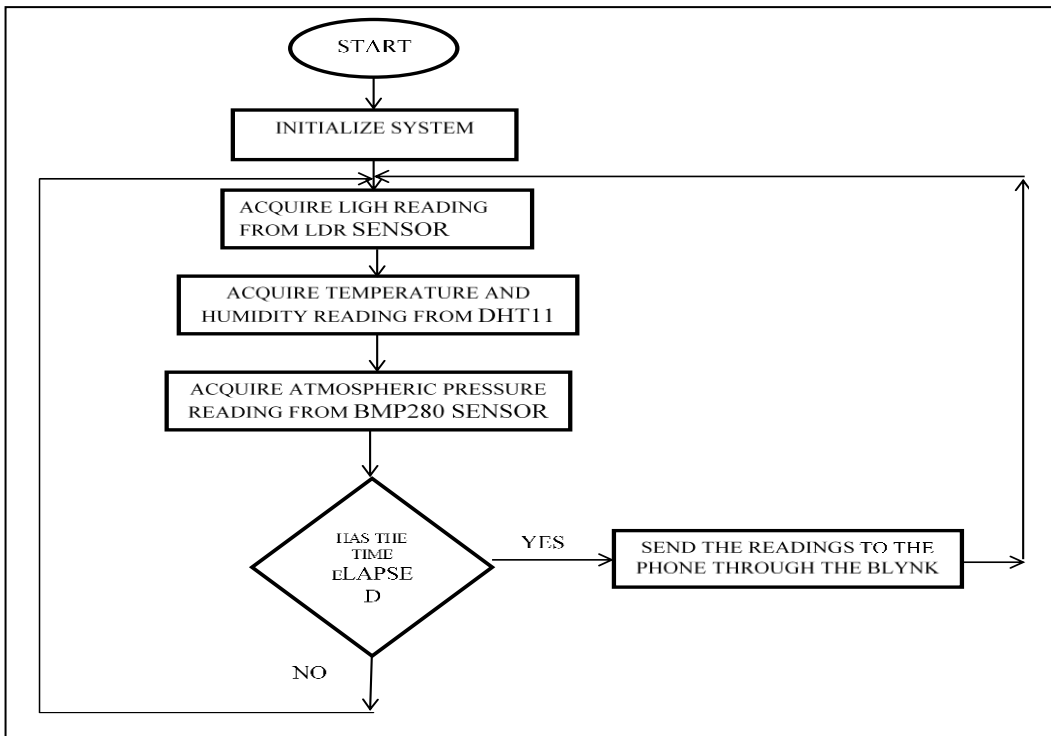 START
INITIALIZE SYSTEM
ACQUIRE LIGH READING
FROM LDR SENSOR
ACQUIRE TEMPERATURE AND
HUMIDITY READING FROM DHT11
ACQUIRE ATMOSPHERIC PRESSURE
READING FROM BMP280 SENSOR
HAS THE
TIME
eLAPSE
D
YES
SEND THE READINGS TO THE
PHONE THROUGH THE BLYNK
NO